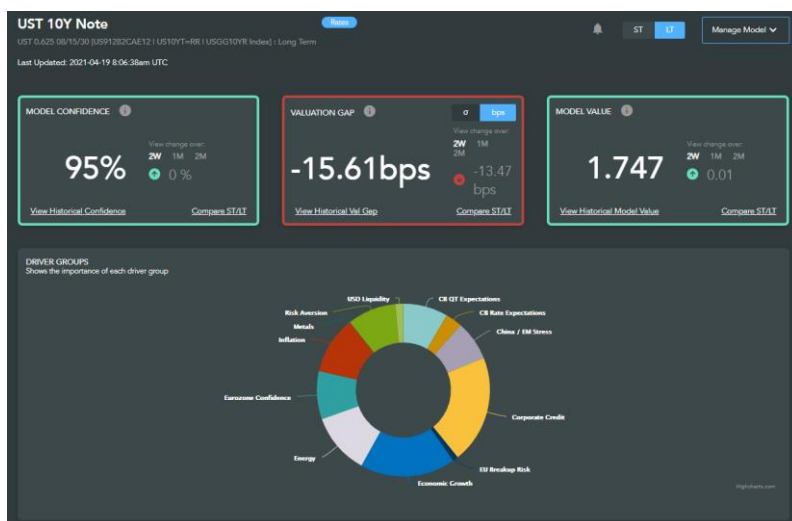 UST 10Y Note
Rates
UST 0.625 08/15/30 [US91282CAE12 | US10YT=RR | USGG10YR Index] : Long Term
ST
LT
Manage Model
Last Updated: 2021-04-19 8:06:38am UTC
MODEL CONFIDENCE
95%
View change over:
2W 1M 2M
0 %
View Historical Confidence
Compare ST/LT
VALUATION GAP
σ
bps
-15.61bps
View change over:
2W 1M
2M
-13.47
bps
View Historical Val Gap
Compare ST/LT
MODEL VALUE
1.747
View change over:
2W 1M 2M
0.01
View Historical Model Value
Compare ST/LT
DRIVER GROUPS
Shows the importance of each driver group
USD Liquidity
CB QT Expectations
Risk Aversion
CB Rate Expectations
Metals
China / EM Stress
Inflation
Eurozone Confidence
Corporate Credit
Energy
EU Breakup Risk
Economic Growth
Highcharts.com